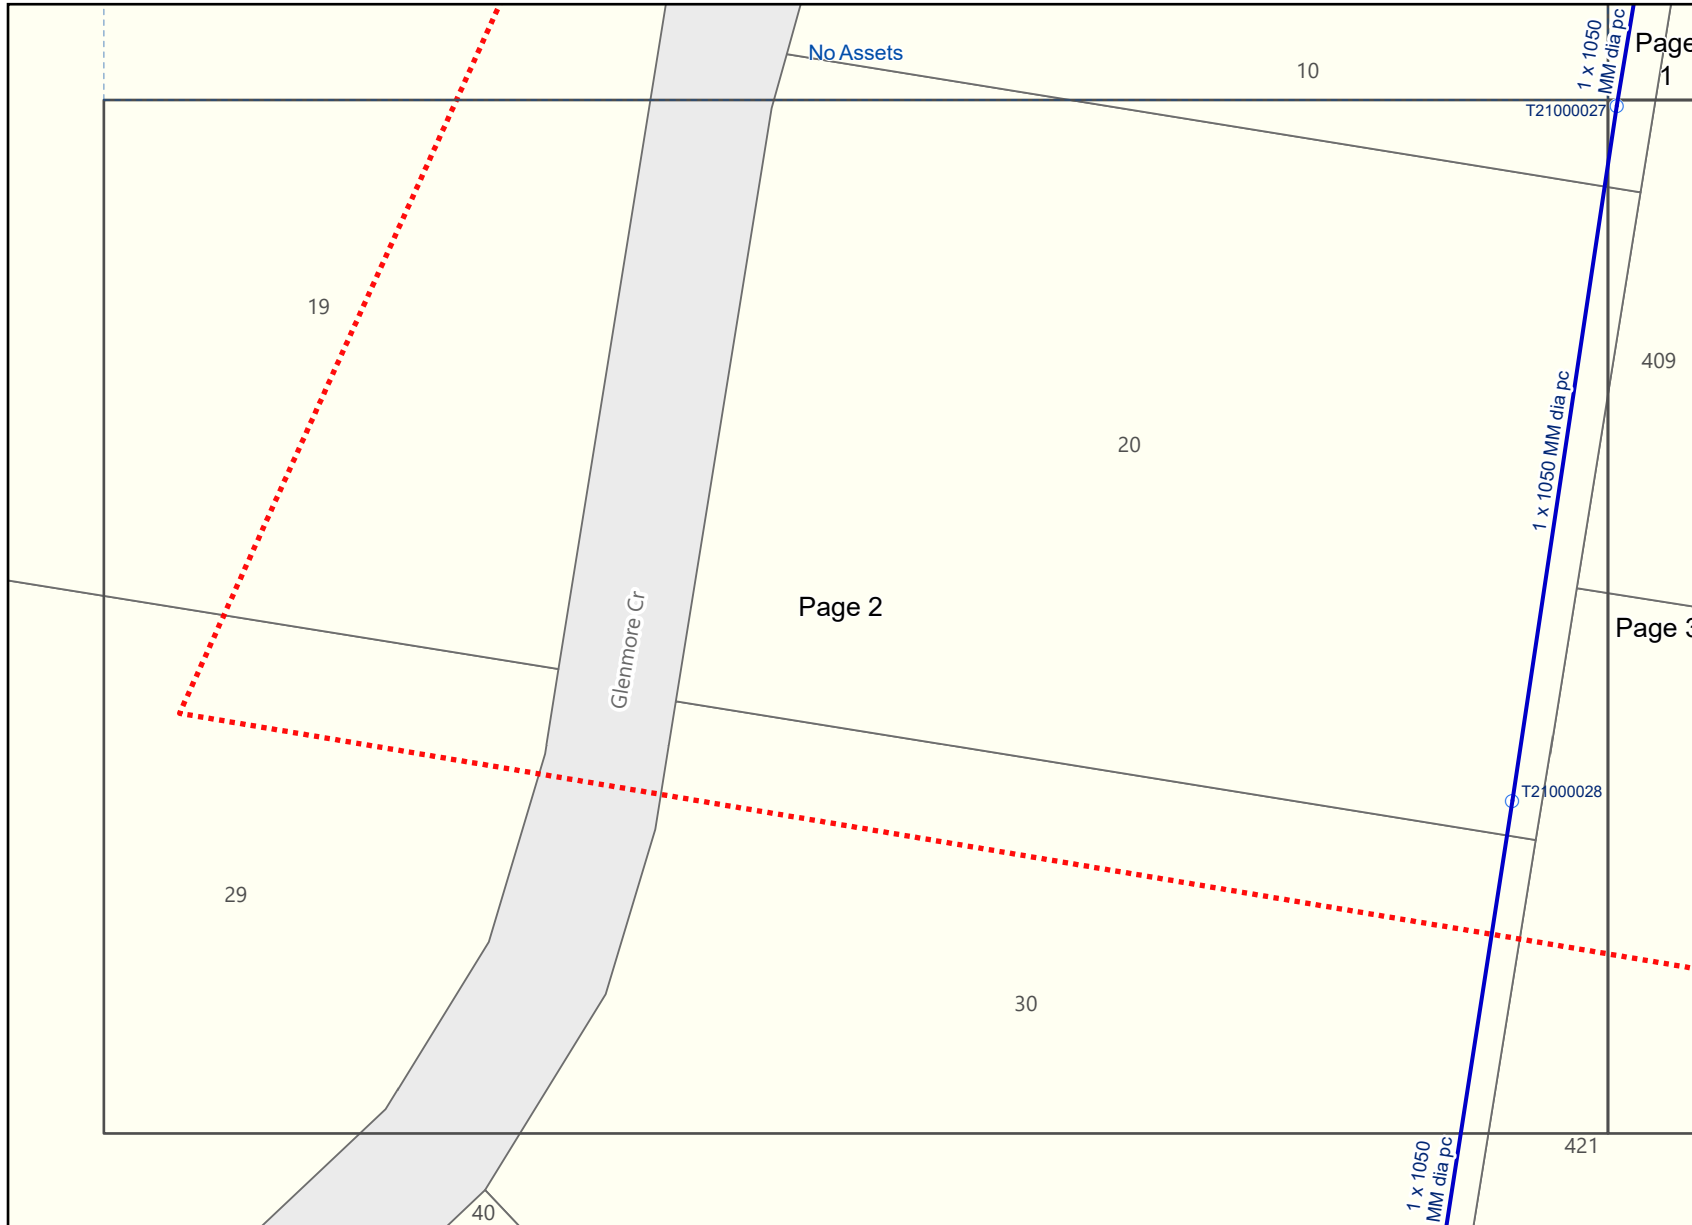 1 x 1050
MM dia pc
Page
1
No Assets
10
T21000027
19
409
20
1 x 1050 MM dia pc
Glenmore Cr
Page 2
Page 3
T21000028
29
30
1 x 1050
MM dia pc
421
40